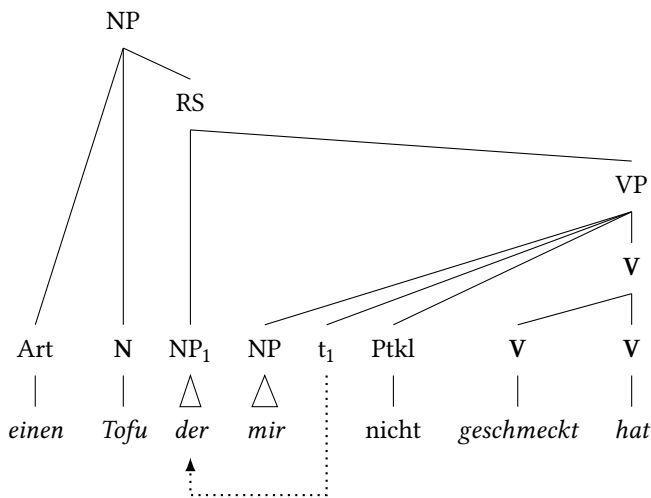 NP
RS
VP
V
Art N NP₁ NP t₁ Ptkl V V
einen Tofu der mir nicht geschmeckt hat